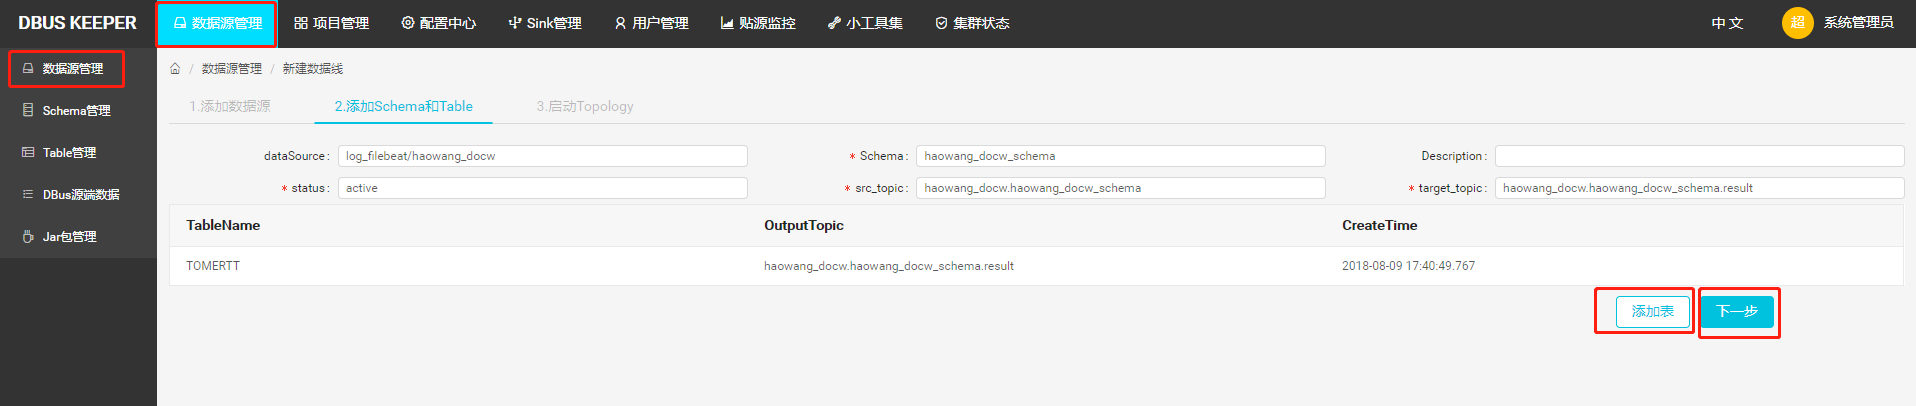 DBUS KEEPER 数据源管理 项目管理 配置中心 Sink管理 用户管理 贴源监控 小工具集 集群状态 中 文 超 系统管理员
数据源管理
Schema管理
Table管理
DBus源端数据
Jar包管理
/ 数据源管理 / 新建数据线
1.添加数据源 2.添加Schema和Table 3.启动Topology
dataSource: log_filebeat/haowang_docw * Schema: haowang_docw_schema Description:
* status: active * src_topic: haowang_docw.haowang_docw_schema * target_topic: haowang_docw.haowang_docw_schema.result
TableName OutputTopic CreateTime
TOMERTT haowang_docw.haowang_docw_schema.result 2018-08-09 17:40:49.767
添加表 下一步